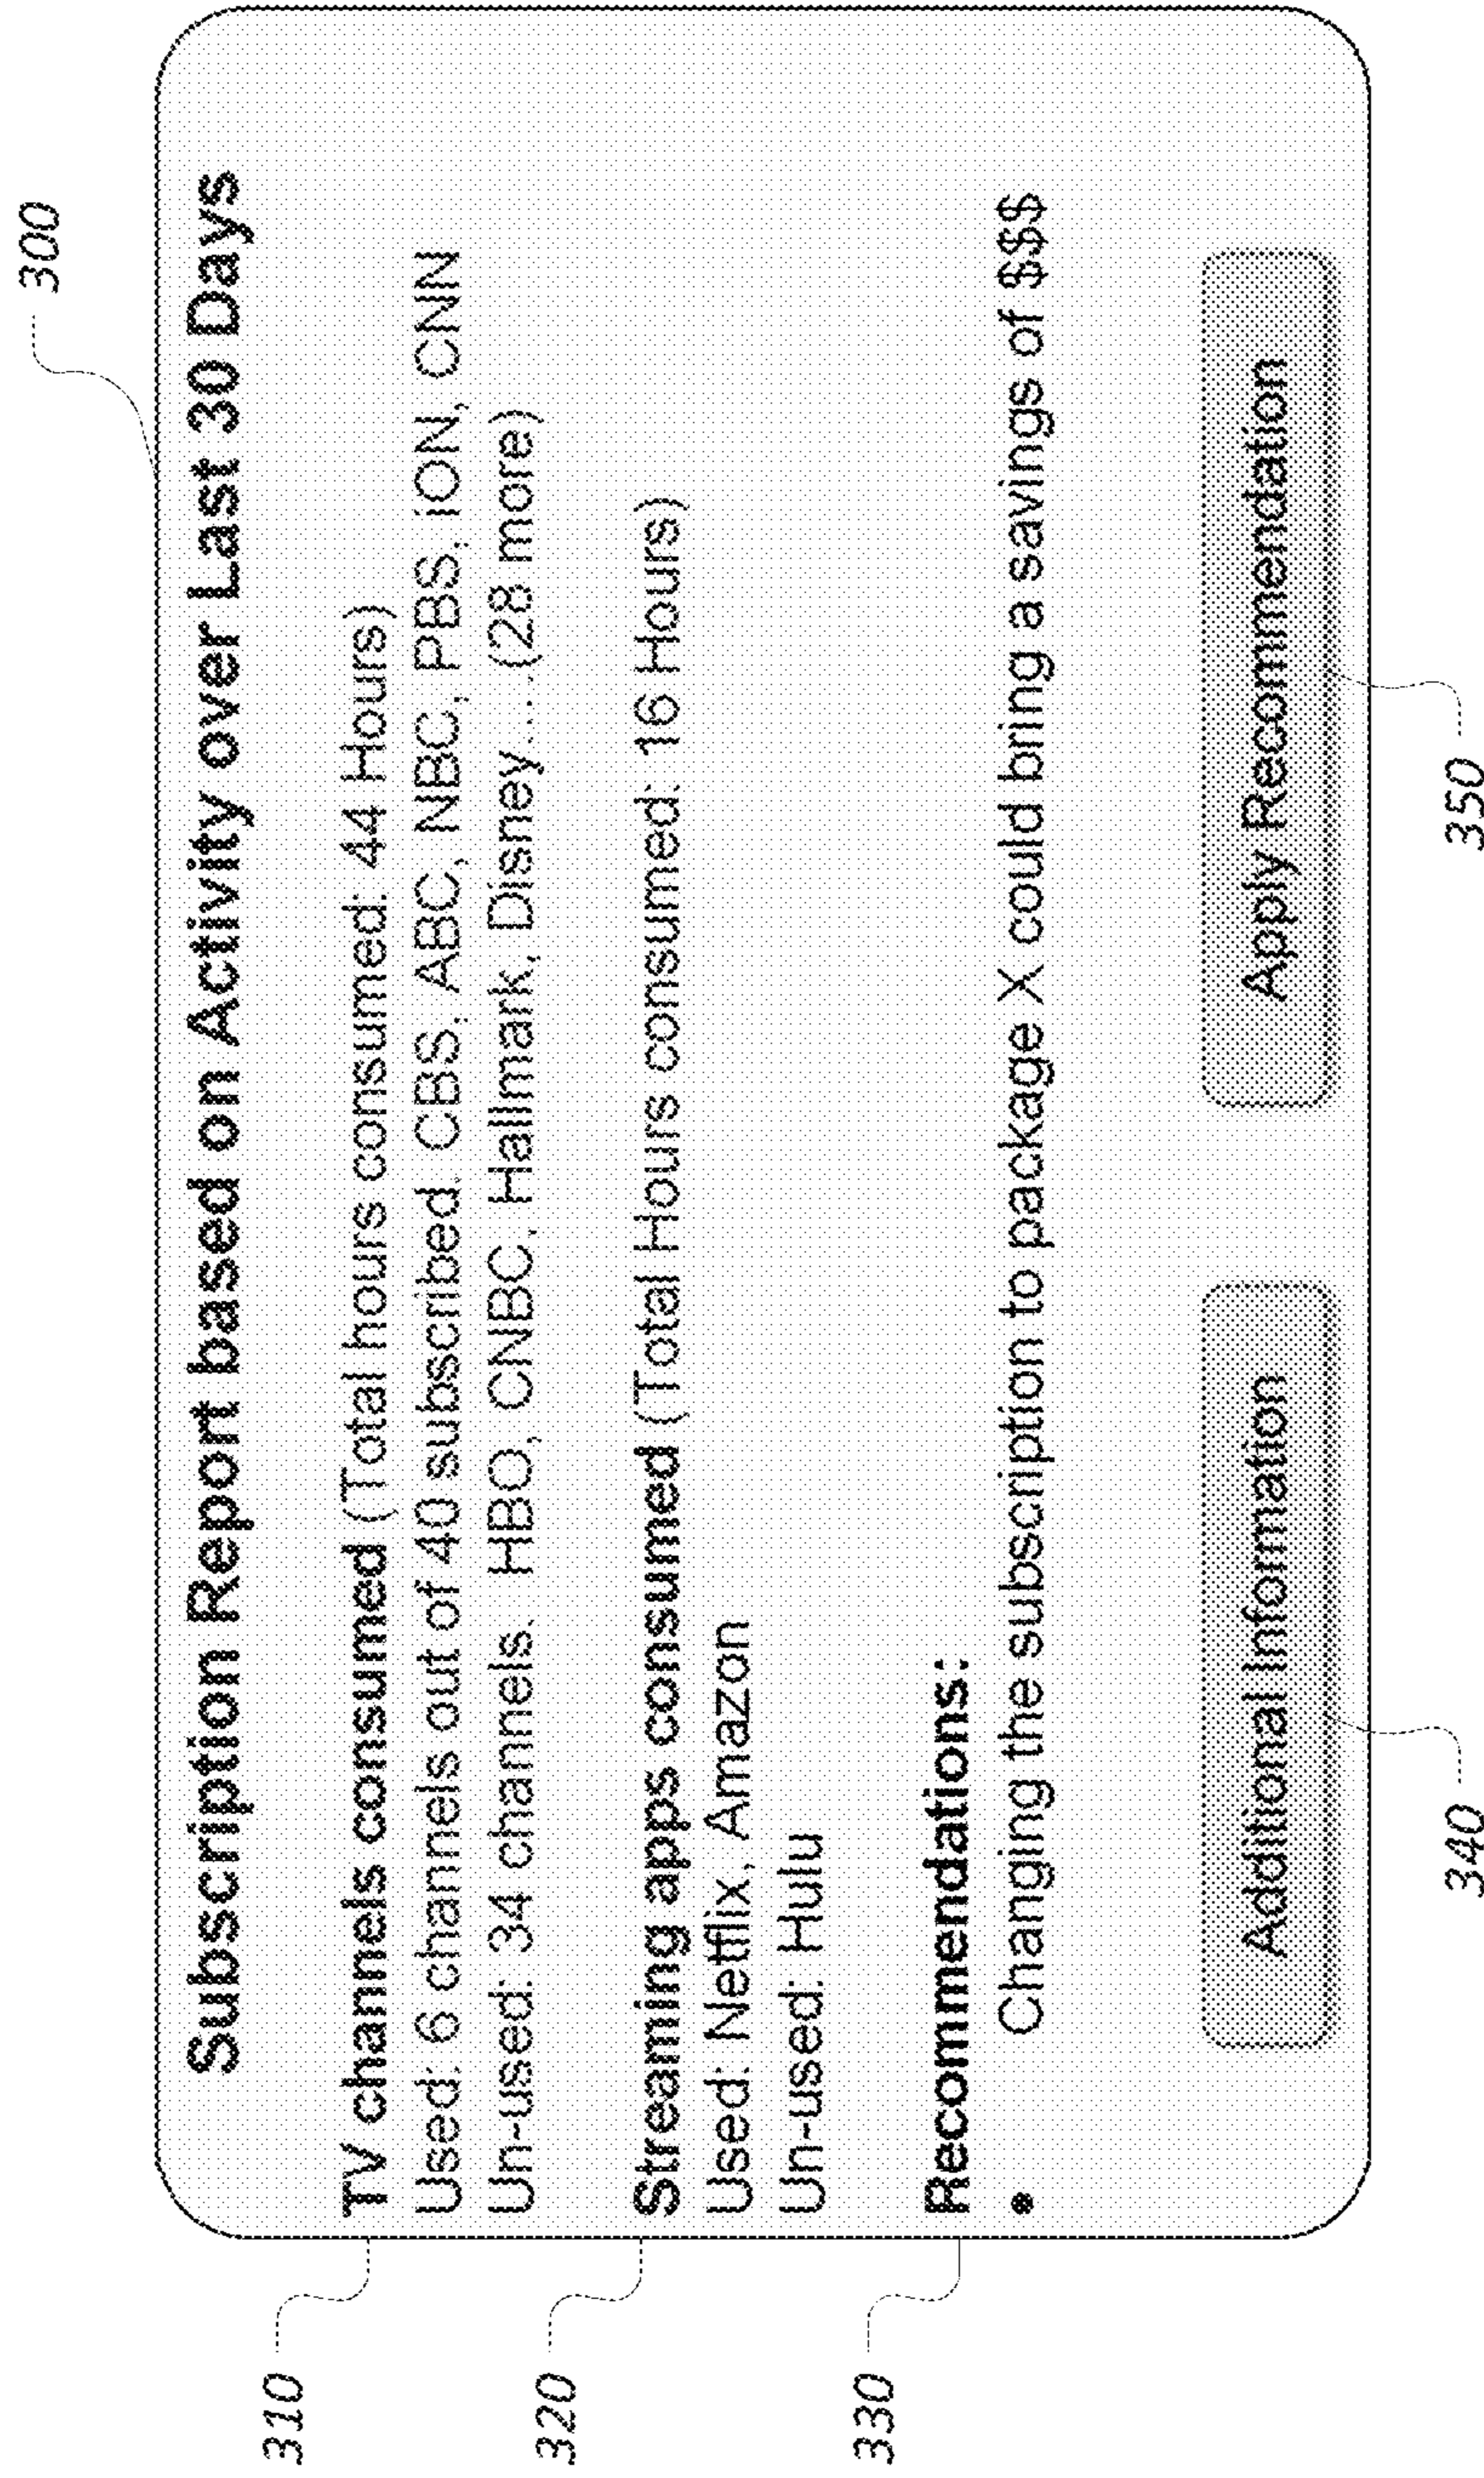 300
Subscription Report based on Activity over Last 30 Days
310
TV channels consumed (Total hours consumed: 44 Hours)
Used: 6 channels out of 40 subscribed. CBS, ABC, NBC, PBS, iON, CNN
Un-used: 34 channels. HBO, CNBC, Hallmark, Disney....(28 more)
320
Streaming apps consumed (Total Hours consumed: 16 Hours)
Used: Netflix, Amazon
Un-used: Hulu
330
Recommendations:
• Changing the subscription to package X could bring a savings of $$$
Additional Information
Apply Recommendation
340
350